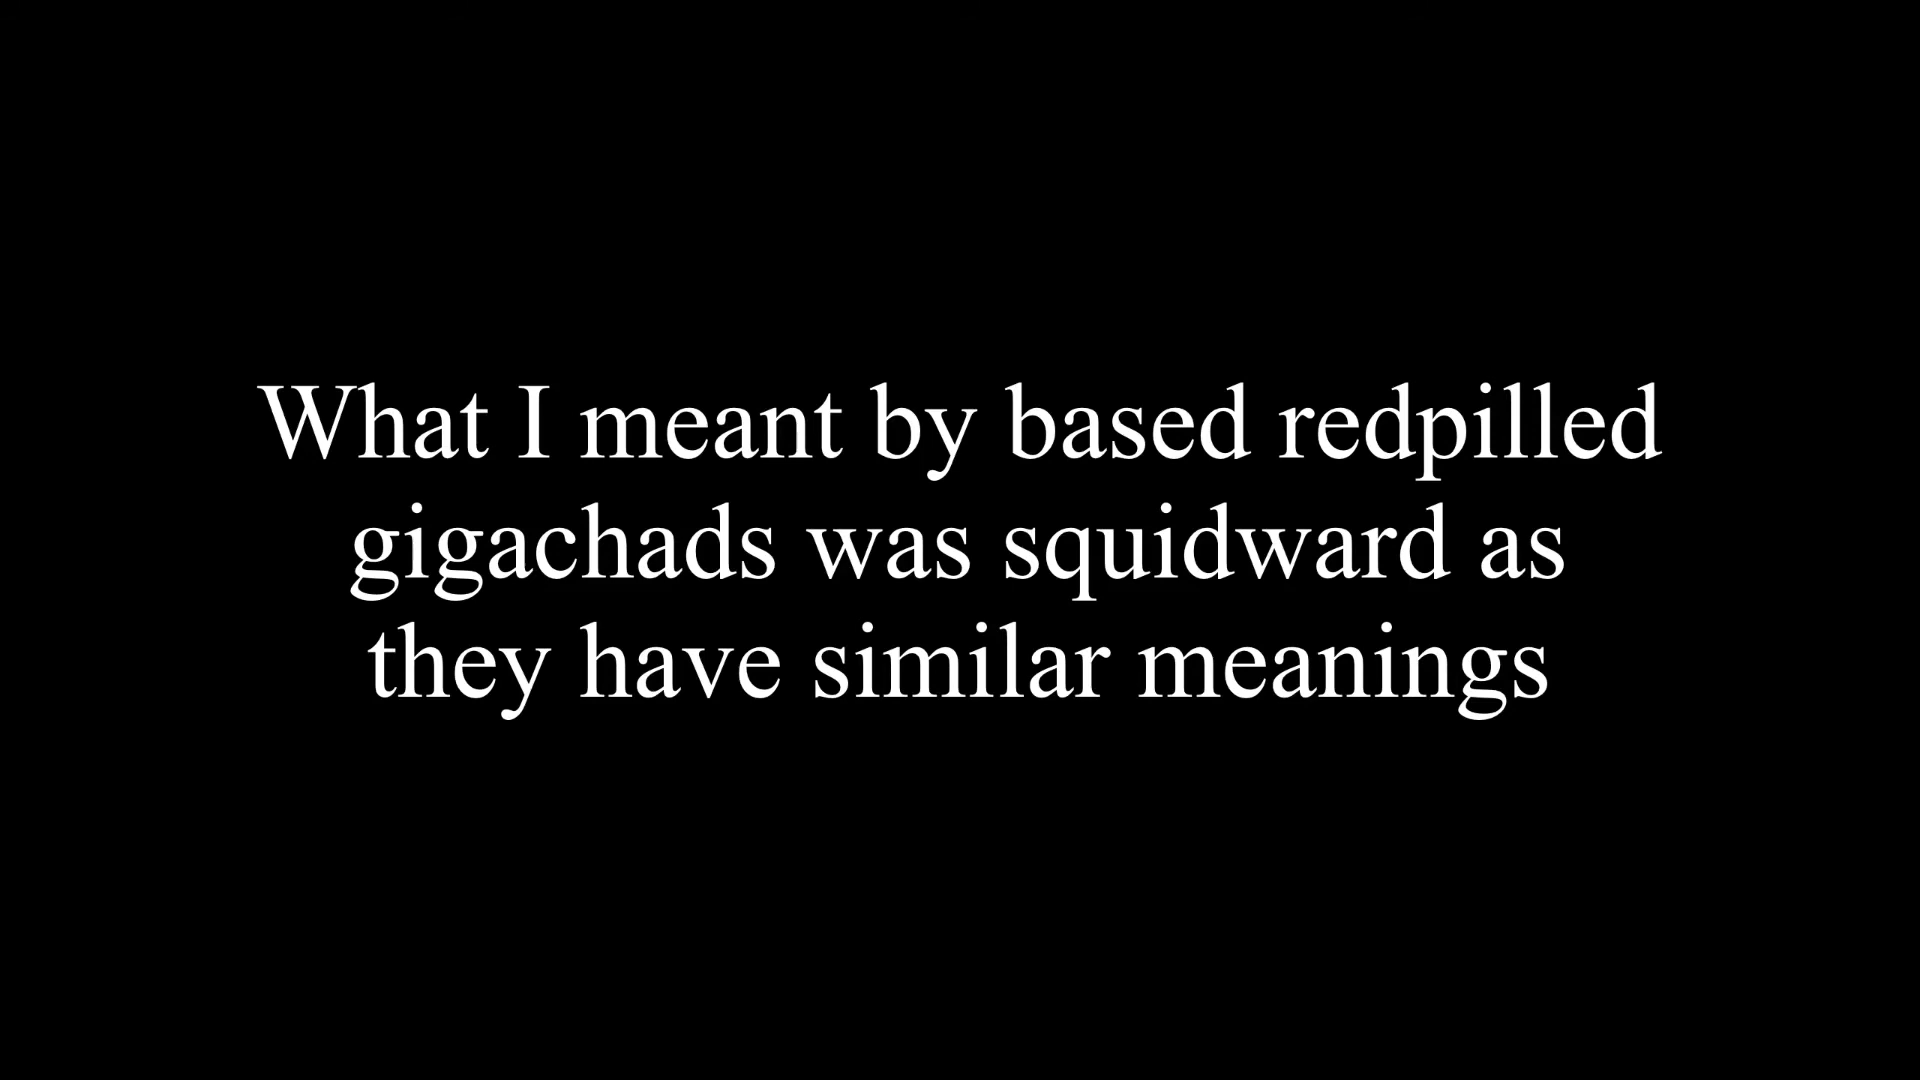 What I meant by based redpilled
gigachads was squidward as
they have similar meanings